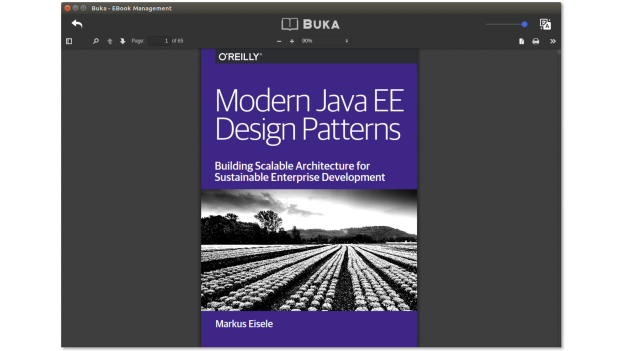 Buka - EBook Management
BUKA
Page: 1 of 65
90%
O'REILLY®
Modern Java EE
Design Patterns
Building Scalable Architecture for
Sustainable Enterprise Development
Markus Eisele